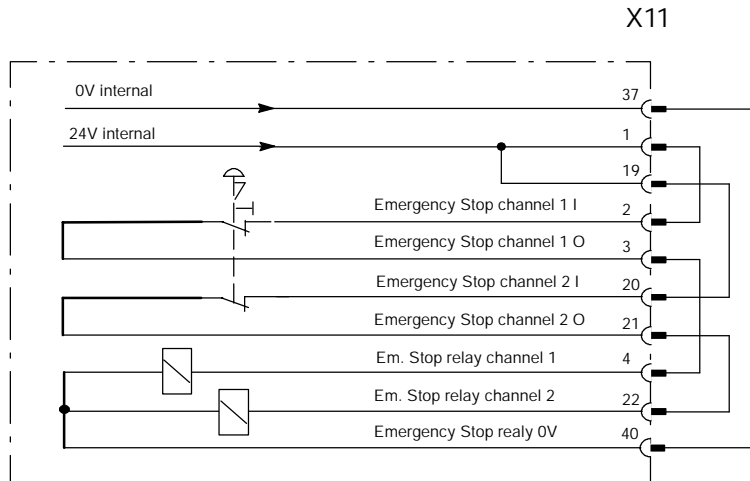 X11
0V internal
37
24V internal
1
19
Emergency Stop channel 1 I
2
Emergency Stop channel 1 O
3
Emergency Stop channel 2 I
20
Emergency Stop channel 2 O
21
Em. Stop relay channel 1
4
Em. Stop relay channel 2
22
Emergency Stop realy 0V
40